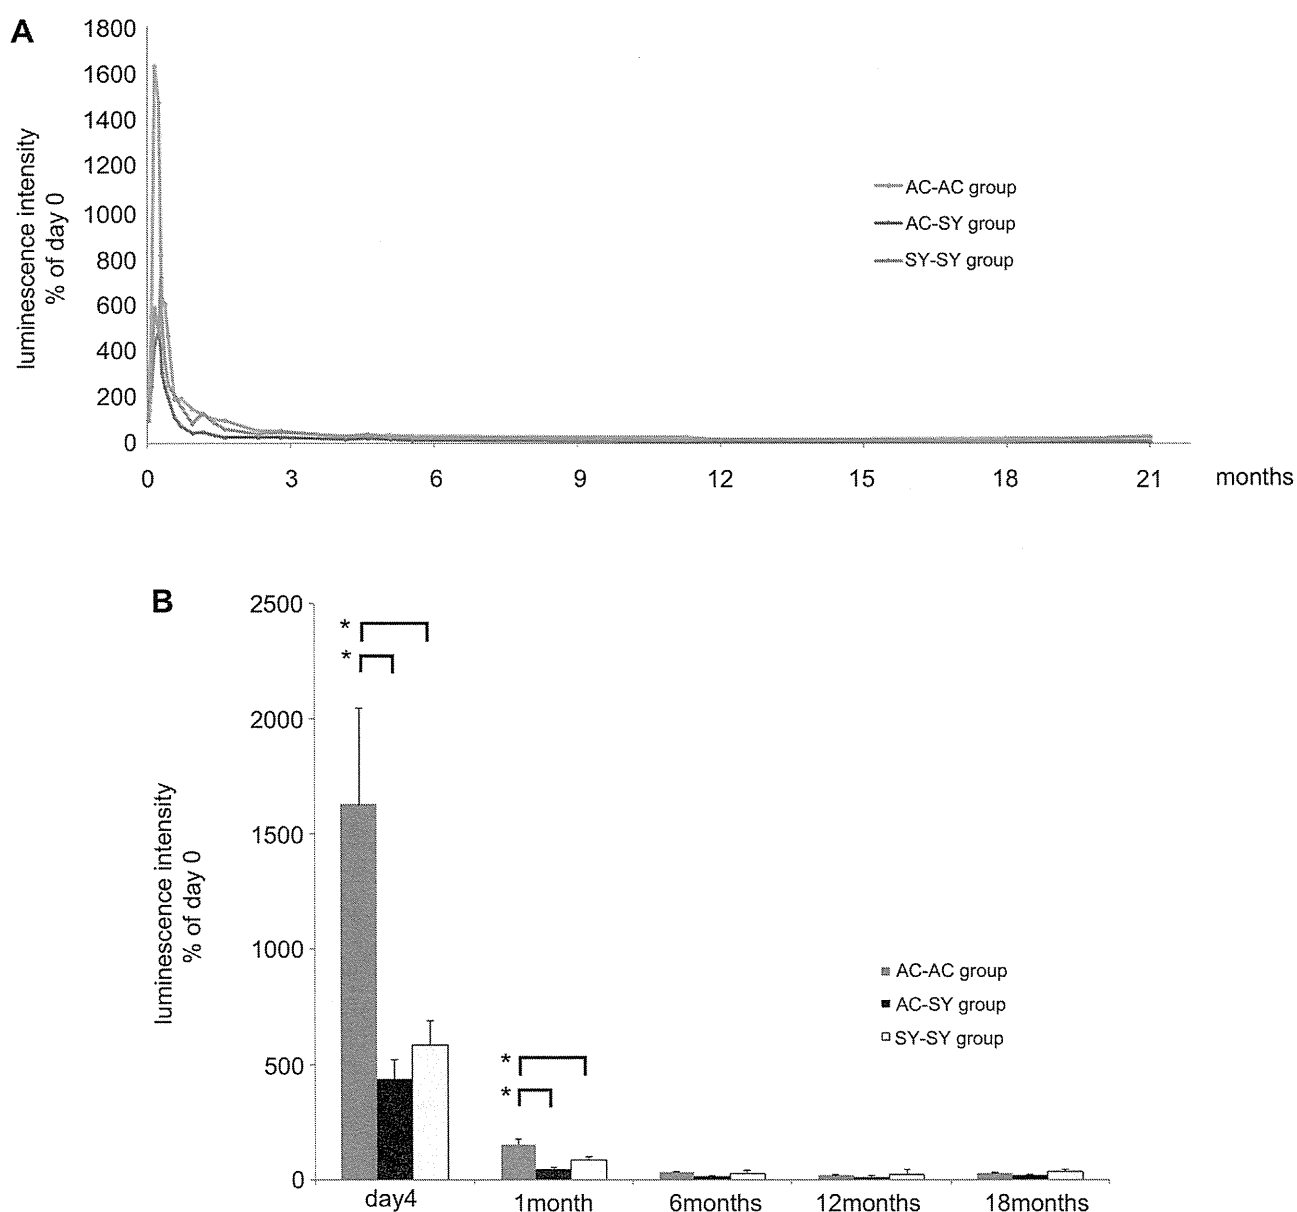 A
1800
1600
1400
1200
1000
800
600
400
200
0
luminescence intensity
% of day 0
AC-AC group
AC-SY group
SY-SY group
0 3 6 9 12 15 18 21 months
B
2500
2000
1500
1000
500
0
luminescence intensity
% of day 0
*
*
*
*
AC-AC group
AC-SY group
SY-SY group
day4 1month 6months 12months 18months